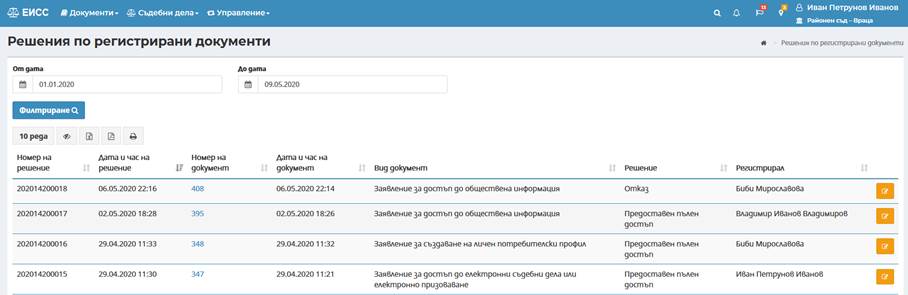 ЕИСС Документи Съдебни дела Управление 13 3 Иван Петрунов Иванов
Районен съд – Враца
Решения по регистрирани документи
Решения по регистрирани документи
От дата До дата
01.01.2020 09.05.2020
Филтриране
10 реда
Номер на решение Дата и час на решение Номер на документ Дата и час на документ Вид документ Решение Регистрирал
202014200018 06.05.2020 22:16 408 06.05.2020 22:14 Заявление за достъп до обществена информация Отказ Биби Мирославова
202014200017 02.05.2020 18:28 395 02.05.2020 18:26 Заявление за достъп до обществена информация Предоставен пълен достъп Владимир Иванов Владимиров
202014200016 29.04.2020 11:33 348 29.04.2020 11:32 Заявление за създаване на личен потребителски профил Предоставен пълен достъп Биби Мирославова
202014200015 29.04.2020 11:30 347 29.04.2020 11:21 Заявление за достъп до електронни съдебни дела или електронно призоваване Предоставен пълен достъп Иван Петрунов Иванов